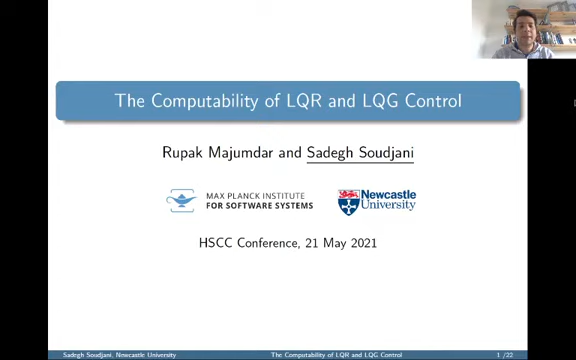 The Computability of LQR and LQG Control
Rupak Majumdar and Sadegh Soudjani
MAX PLANCK INSTITUTE
FOR SOFTWARE SYSTEMS
Newcastle
University
HSCC Conference, 21 May 2021
Sadegh Soudjani, Newcastle University
The Computability of LQR and LQG Control
1 /22